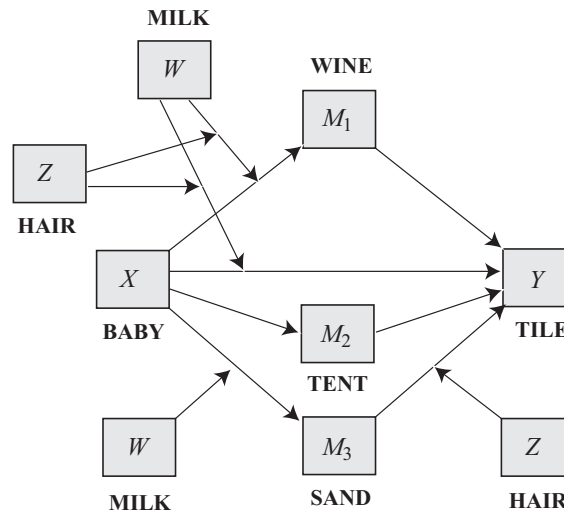 MILK
W
WINE
M1
Z
HAIR
X
BABY
Y
TILE
M2
TENT
W
MILK
M3
SAND
Z
HAIR